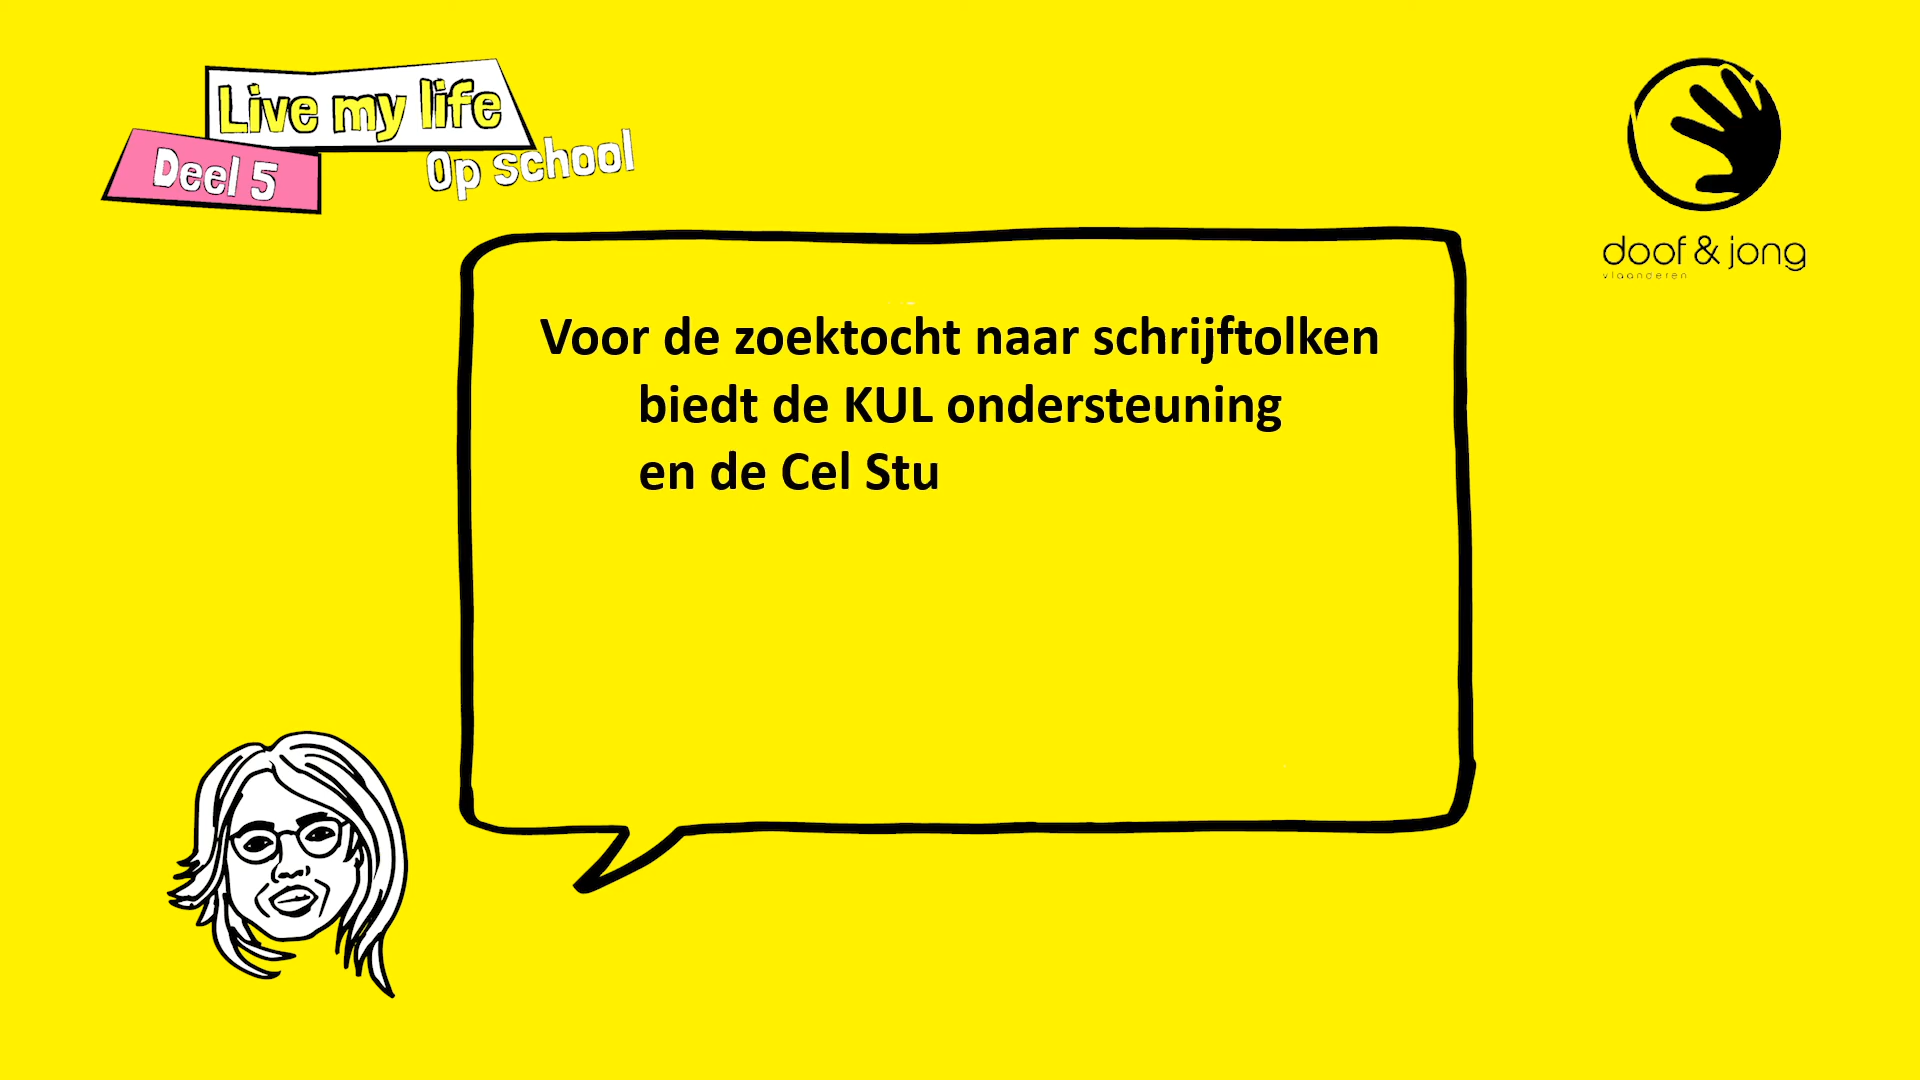 Live my life
Deel 5
Op school
doof & jong
vlaanderen
Voor de zoektocht naar schrijftolken
biedt de KUL ondersteuning
en de Cel Stu